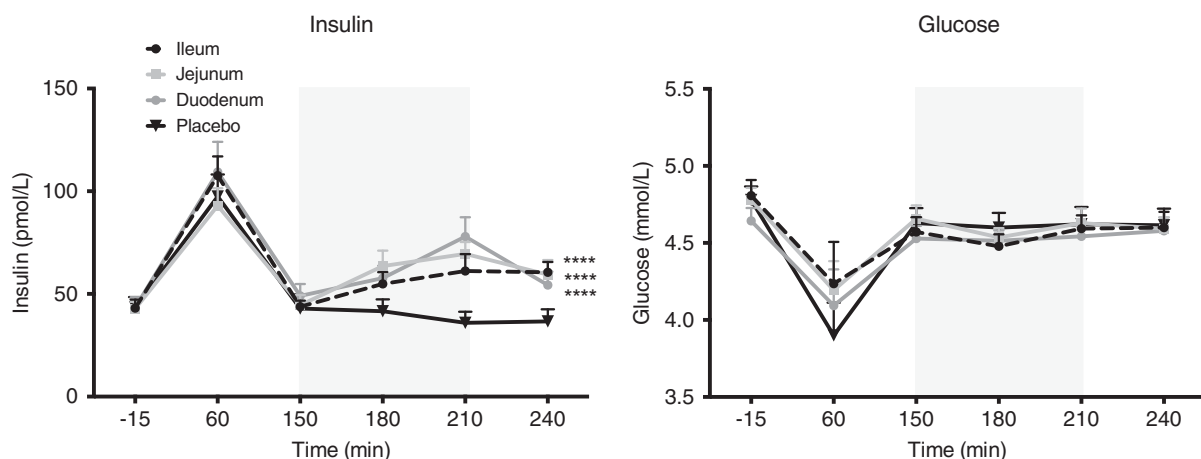 Insulin
Ileum
Jejunum
Duodenum
Placebo
150
100
50
0
Insulin (pmol/L)
-15 60 150 180 210 240
Time (min)
****
****
****
Glucose
5.5
5.0
4.5
4.0
3.5
Glucose (mmol/L)
-15 60 150 180 210 240
Time (min)